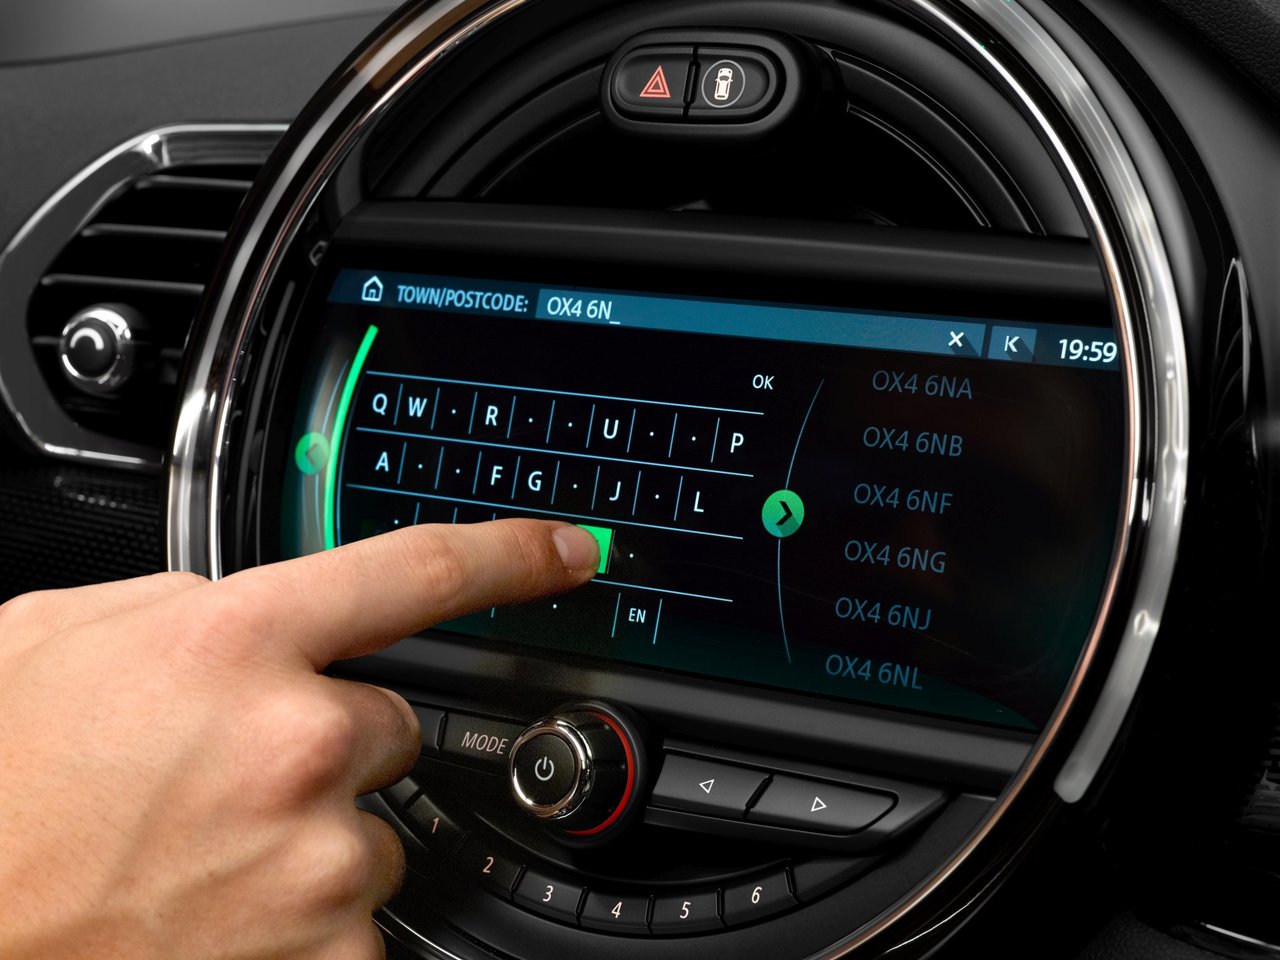 TOWN/POSTCODE: OX4 6N_ × K 19:59
OK
Q W · R · · U · · P
A · · F G · J · L
EN
OX4 6NA
OX4 6NB
OX4 6NF
OX4 6NG
OX4 6NJ
OX4 6NL
MODE
1 2 3 4 5 6